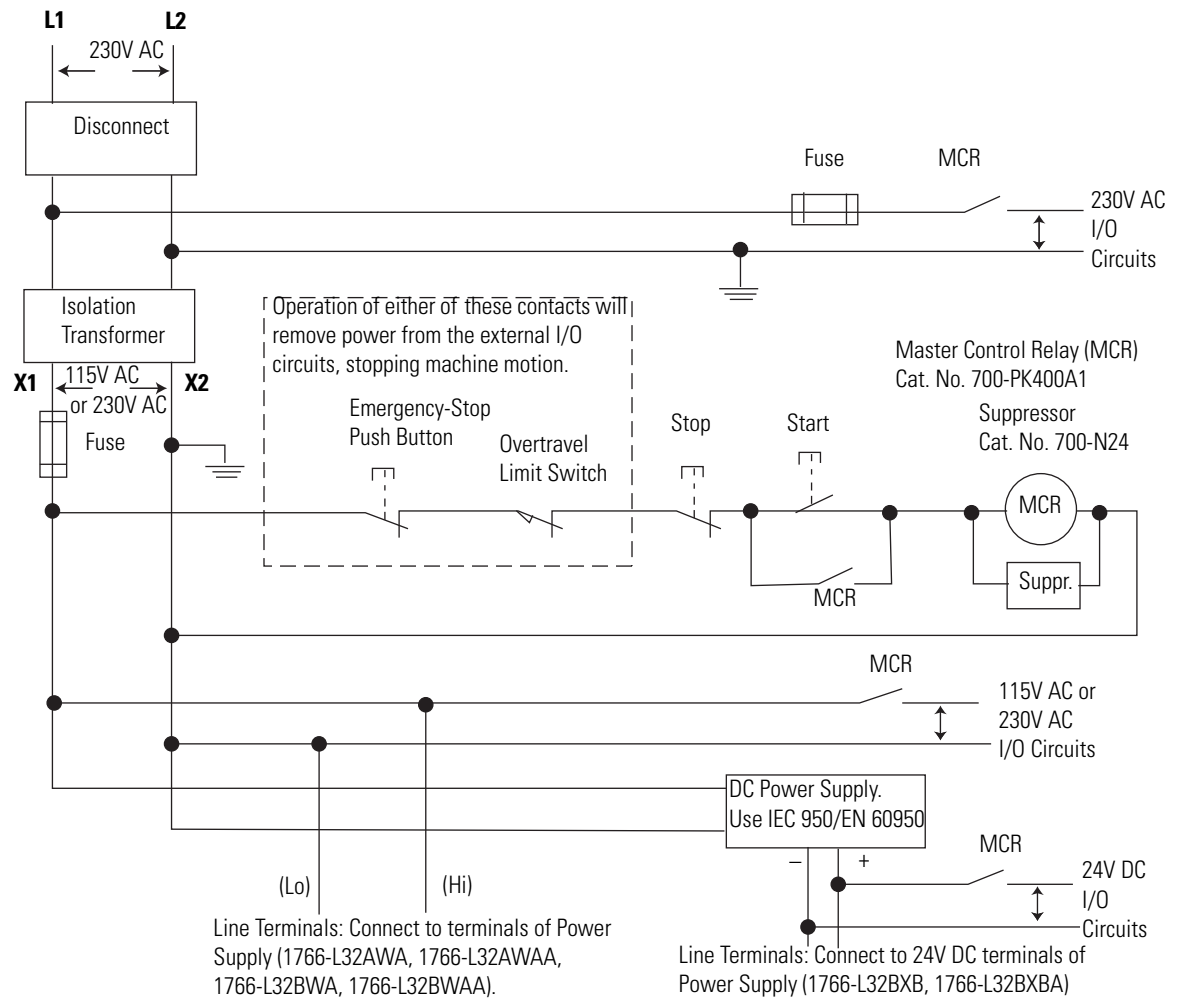 L1
L2
230V AC
Disconnect
Fuse
MCR
230V AC
I/O
Circuits
Isolation
Transformer
Operation of either of these contacts will
remove power from the external I/O
circuits, stopping machine motion.
X1
115V AC
or 230V AC
X2
Fuse
Emergency-Stop
Push Button
Overtravel
Limit Switch
Stop
Start
Master Control Relay (MCR)
Cat. No. 700-PK400A1
Suppressor
Cat. No. 700-N24
MCR
Suppr.
MCR
MCR
115V AC or
230V AC
I/O Circuits
DC Power Supply.
Use IEC 950/EN 60950
–
+
MCR
24V DC
I/O
Circuits
(Lo)
(Hi)
Line Terminals: Connect to terminals of Power
Supply (1766-L32AWA, 1766-L32AWAA,
1766-L32BWA, 1766-L32BWAA).
Line Terminals: Connect to 24V DC terminals of
Power Supply (1766-L32BXB, 1766-L32BXBA)